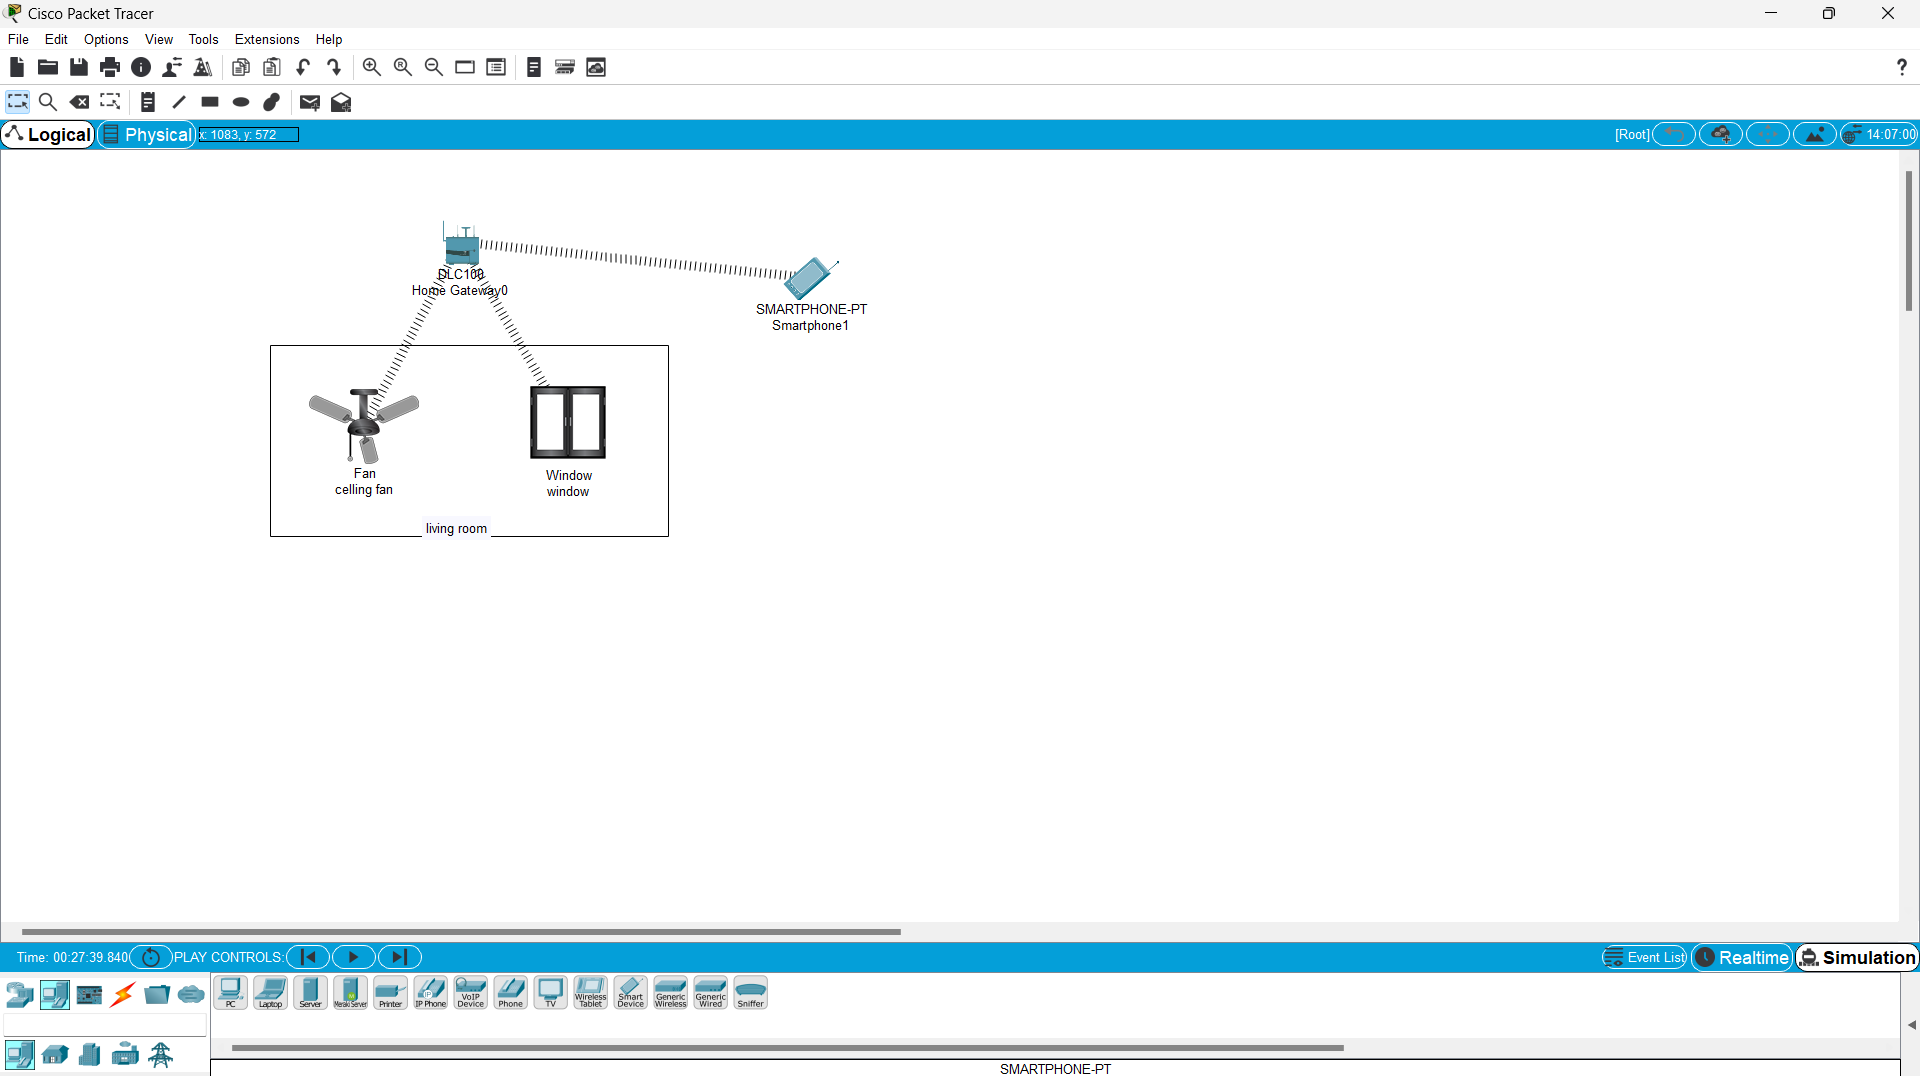 Cisco Packet Tracer
File Edit Options View Tools Extensions Help
?
Logical Physical x: 1083, y: 572 [Root] 14:07:00
DLC100
Home Gateway0
SMARTPHONE-PT
Smartphone1
Fan
celling fan
Window
window
living room
Time: 00:27:39.840 PLAY CONTROLS: Event List Realtime Simulation
PC Laptop Server Meraki Server Printer IP Phone VoIP Device Phone TV Wireless Tablet Smart Device Generic Wireless Generic Wired Sniffer
SMARTPHONE-PT